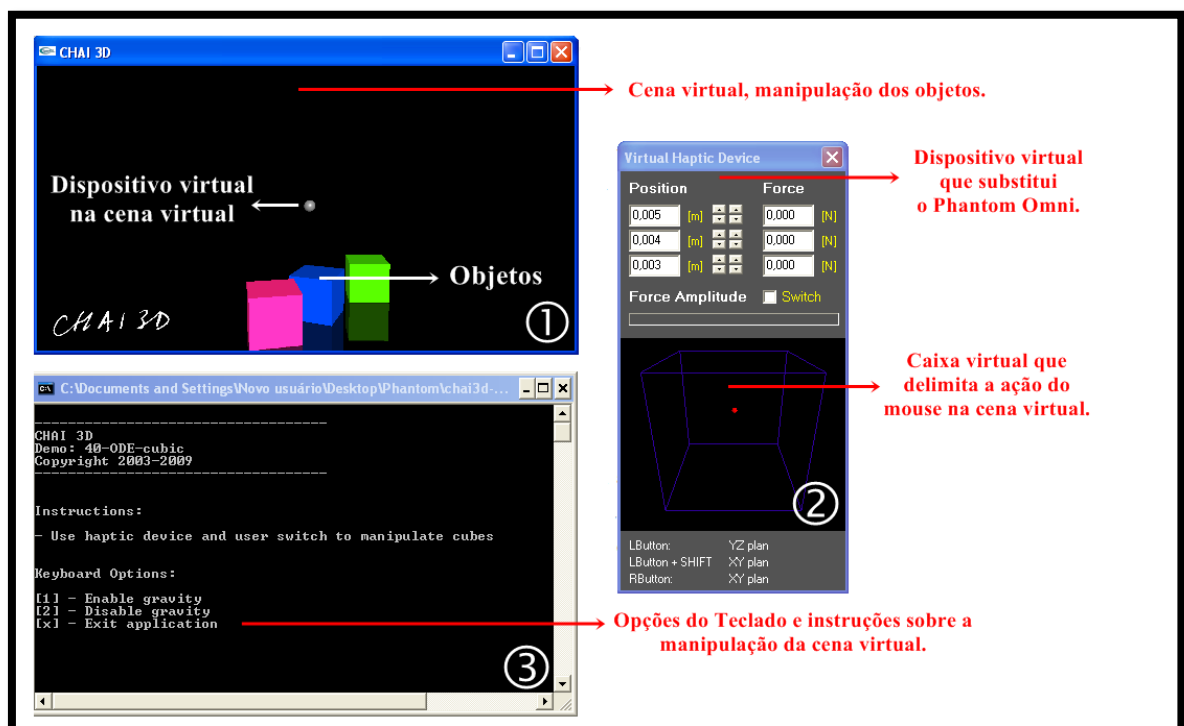 CHAI 3D
Cena virtual, manipulação dos objetos.
Dispositivo virtual
na cena virtual
Objetos
CHAI 3D
1
Virtual Haptic Device
Position Force
0,005 [m] 0,000 [N]
0,004 [m] 0,000 [N]
0,003 [m] 0,000 [N]
Force Amplitude Switch
2
LButton: YZ plan
LButton + SHIFT XY plan
RButton: XY plan
Dispositivo virtual
que substitui
o Phantom Omni.
Caixa virtual que
delimita a ação do
mouse na cena virtual.
C:\Documents and Settings\Novo usuário\Desktop\Phantom\chai3d-...
-----------------------------------
CHAI 3D
Demo: 40-ODE-cubic
Copyright 2003-2009
-----------------------------------
Instructions:
- Use haptic device and user switch to manipulate cubes
Keyboard Options:
[1] - Enable gravity
[2] - Disable gravity
[x] - Exit application
3
Opções do Teclado e instruções sobre a
manipulação da cena virtual.